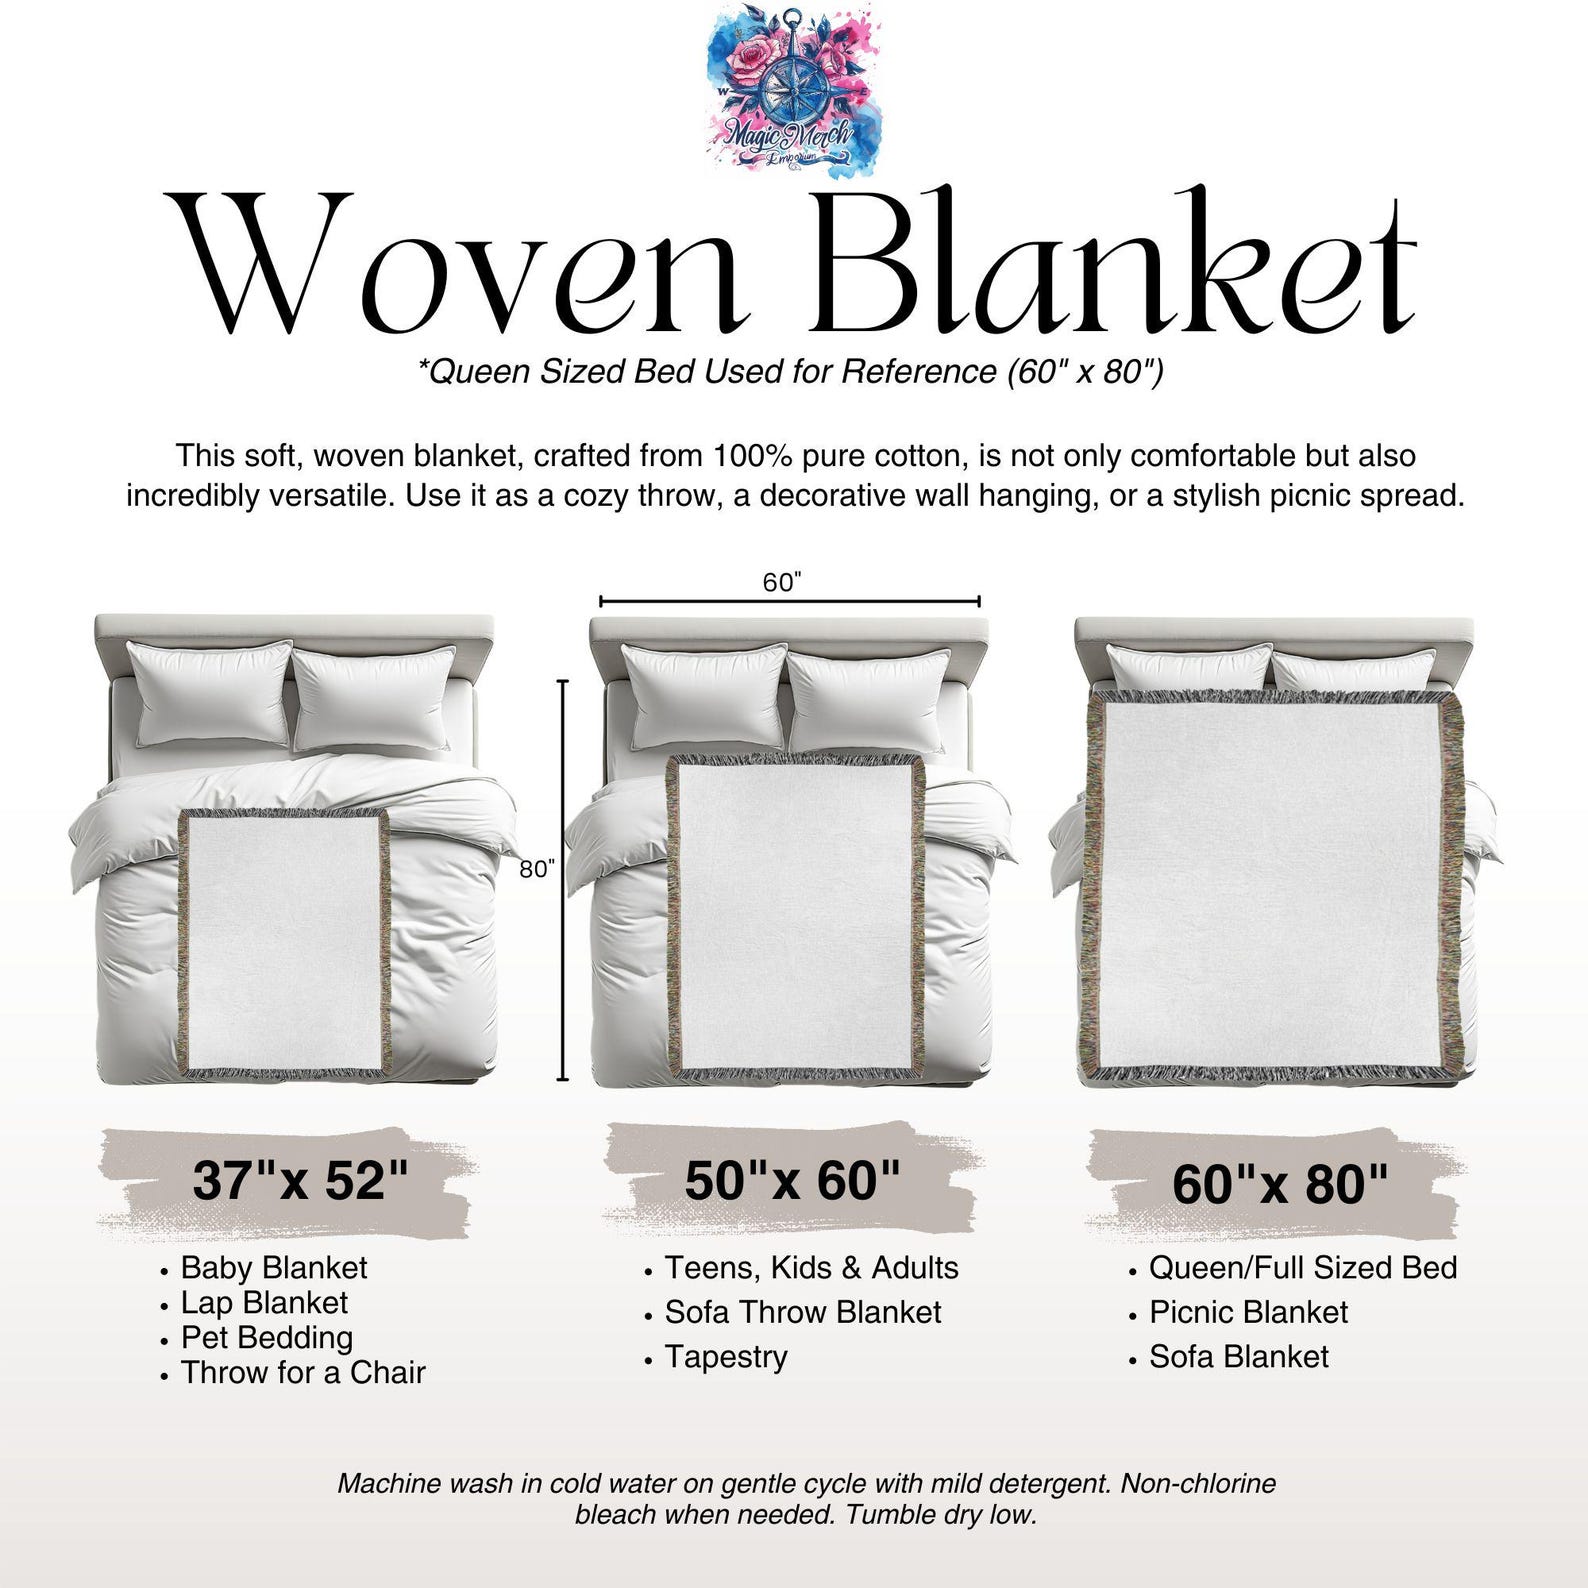 W E
Magic Merch
Emporium
Woven Blanket
*Queen Sized Bed Used for Reference (60" x 80")
This soft, woven blanket, crafted from 100% pure cotton, is not only comfortable but also
incredibly versatile. Use it as a cozy throw, a decorative wall hanging, or a stylish picnic spread.
60"
80"
37"x 52"
• Baby Blanket
• Lap Blanket
• Pet Bedding
• Throw for a Chair
50"x 60"
• Teens, Kids & Adults
• Sofa Throw Blanket
• Tapestry
60"x 80"
• Queen/Full Sized Bed
• Picnic Blanket
• Sofa Blanket
Machine wash in cold water on gentle cycle with mild detergent. Non-chlorine
bleach when needed. Tumble dry low.